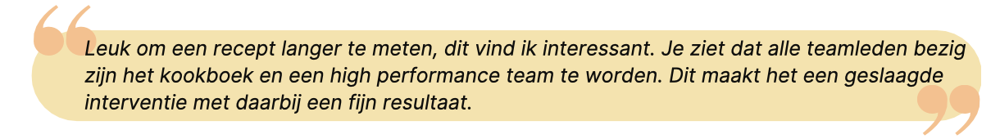 Leuk om een recept langer te meten, dit vind ik interessant. Je ziet dat alle teamleden bezig
zijn het kookboek en een high performance team te worden. Dit maakt het een geslaagde
interventie met daarbij een fijn resultaat.